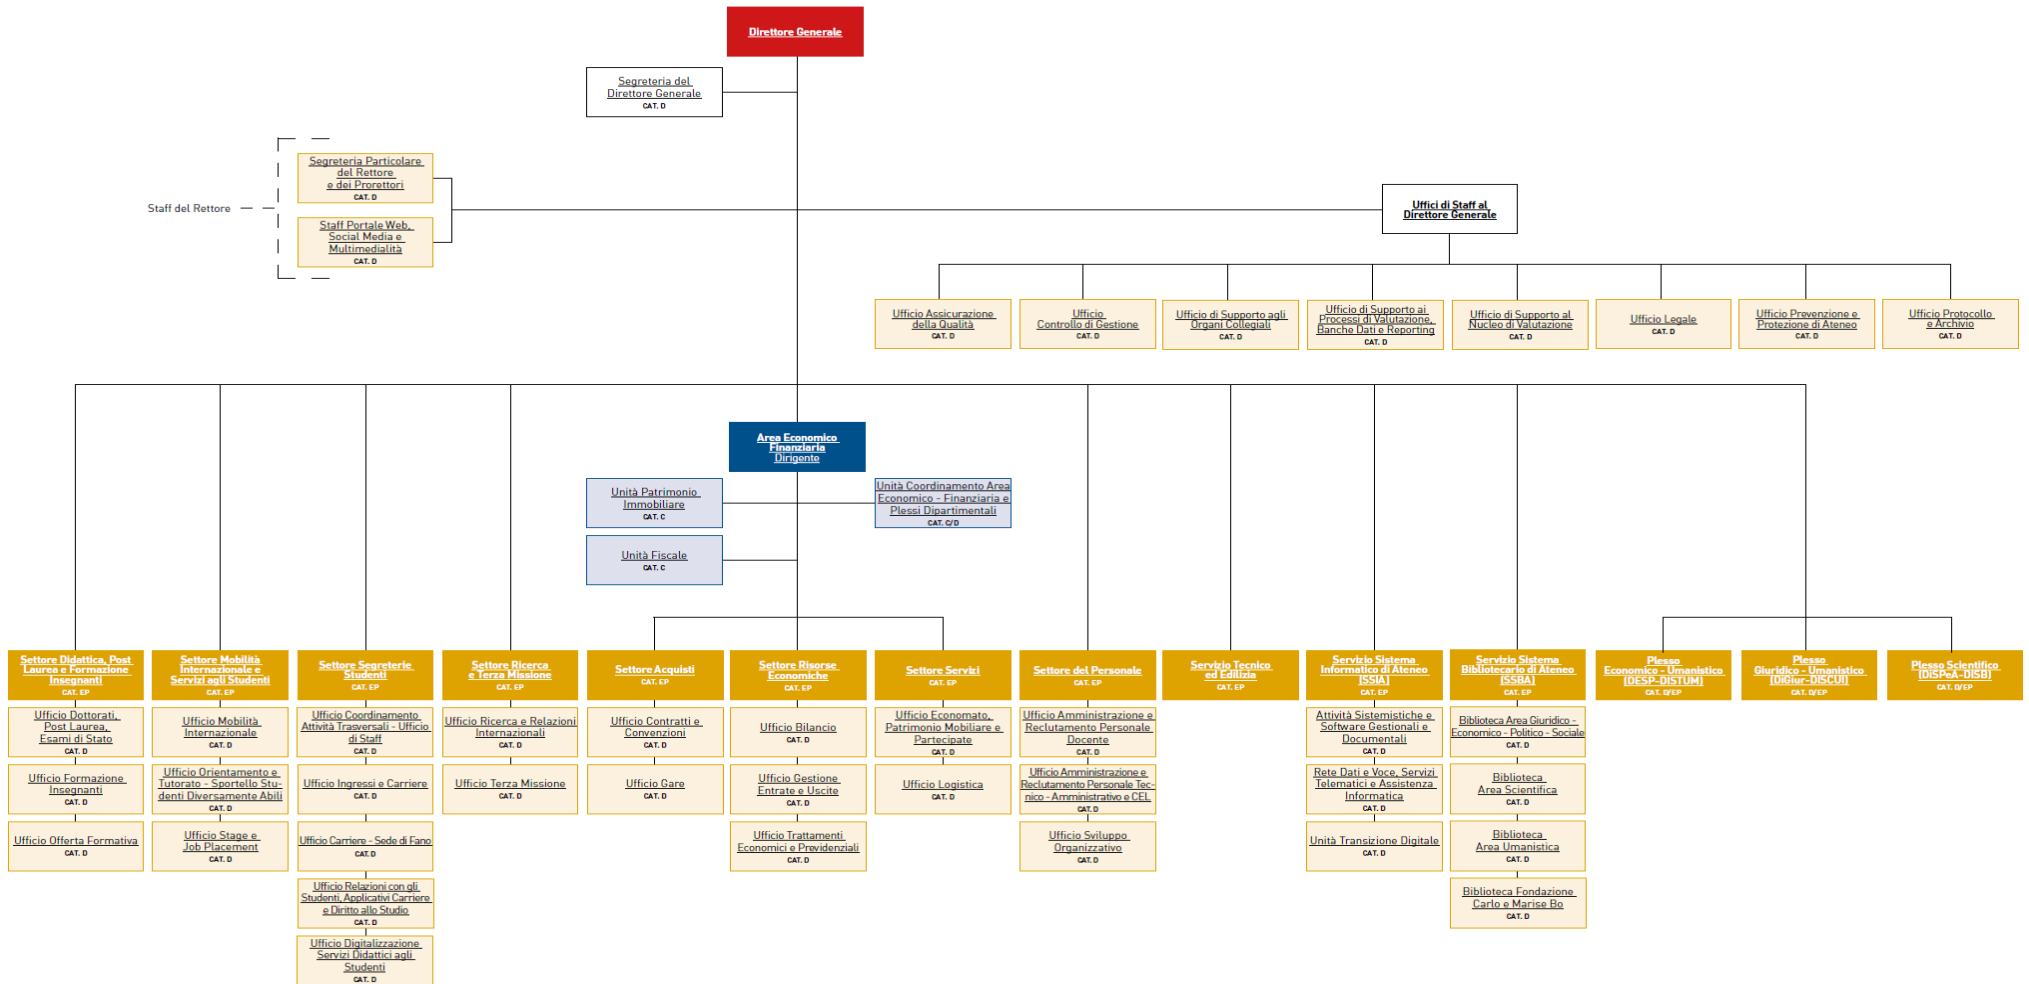 Direttore Generale
Segreteria del
Direttore Generale
CAT. D
Segreteria Particolare
del Rettore
e dei Prorettori
CAT. D
Staff del Rettore
Staff Portale Web,
Social Media e
Multimedialità
CAT. D
Uffici di Staff al
Direttore Generale
Ufficio Assicurazione
della Qualità
CAT. D
Ufficio
Controllo di Gestione
CAT. D
Ufficio di Supporto agli
Organi Collegiali
CAT. D
Ufficio di Supporto ai
Processi di Valutazione,
Banche Dati e Reporting
CAT. D
Ufficio di Supporto al
Nucleo di Valutazione
CAT. D
Ufficio Legale
CAT. D
Ufficio Prevenzione e
Protezione di Ateneo
CAT. D
Ufficio Protocollo
e Archivio
CAT. D
Area Economico
Finanziaria
Dirigente
Unità Patrimonio
Immobiliare
CAT. C
Unità Coordinamento Area
Economico - Finanziaria e
Plessi Dipartimentali
CAT. C/D
Unità Fiscale
CAT. C
Settore Didattica, Post
Laurea e Formazione
Insegnanti
CAT. EP
Ufficio Dottorati,
Post Laurea,
Esami di Stato
CAT. D
Ufficio Formazione
Insegnanti
CAT. D
Ufficio Offerta Formativa
CAT. D
Settore Mobilità
Internazionale e
Servizi agli Studenti
CAT. EP
Ufficio Mobilità
Internazionale
CAT. D
Ufficio Orientamento e
Tutorato - Sportello Stu-
denti Diversamente Abili
CAT. D
Ufficio Stage e
Job Placement
CAT. D
Settore Segreterie
Studenti
CAT. EP
Ufficio Coordinamento
Attività Trasversali - Ufficio
di Staff
CAT. D
Ufficio Ingressi e Carriere
CAT. D
Ufficio Carriere - Sede di Fano
CAT. D
Ufficio Relazioni con gli
Studenti, Applicativi Carriere
e Diritto allo Studio
CAT. D
Ufficio Digitalizzazione
Servizi Didattici agli
Studenti
CAT. D
Settore Ricerca
e Terza Missione
CAT. EP
Ufficio Ricerca e Relazioni
Internazionali
CAT. D
Ufficio Terza Missione
CAT. D
Settore Acquisti
CAT. EP
Ufficio Contratti e
Convenzioni
CAT. D
Ufficio Gare
CAT. D
Settore Risorse
Economiche
CAT. EP
Ufficio Bilancio
CAT. D
Ufficio Gestione
Entrate e Uscite
CAT. D
Ufficio Trattamenti
Economici e Previdenziali
CAT. D
Settore Servizi
CAT. EP
Ufficio Economato,
Patrimonio Mobiliare e
Partecipate
CAT. D
Ufficio Logistica
CAT. D
Settore del Personale
CAT. EP
Ufficio Amministrazione e
Reclutamento Personale
Docente
CAT. D
Ufficio Amministrazione e
Reclutamento Personale Tec-
nico - Amministrativo e CEL
CAT. D
Ufficio Sviluppo
Organizzativo
CAT. D
Servizio Tecnico
ed Edilizia
CAT. EP
Servizio Sistema
Informatico di Ateneo
(SSIA)
CAT. EP
Attività Sistemistiche e
Software Gestionali e
Documentali
CAT. D
Rete Dati e Voce, Servizi
Telematici e Assistenza
Informatica
CAT. D
Unità Transizione Digitale
CAT. D
Servizio Sistema
Bibliotecario di Ateneo
(SSBA)
CAT. EP
Biblioteca Area Giuridico -
Economico - Politico - Sociale
CAT. D
Biblioteca
Area Scientifica
CAT. D
Biblioteca
Area Umanistica
CAT. D
Biblioteca Fondazione
Carlo e Marise Bo
CAT. D
Plesso
Economico - Umanistico
(DESP-DISTUM)
CAT. D/EP
Plesso
Giuridico - Umanistico
(DiGiur-DISCUI)
CAT. D/EP
Plesso Scientifico
(DiSPeA-DISB)
CAT. D/EP